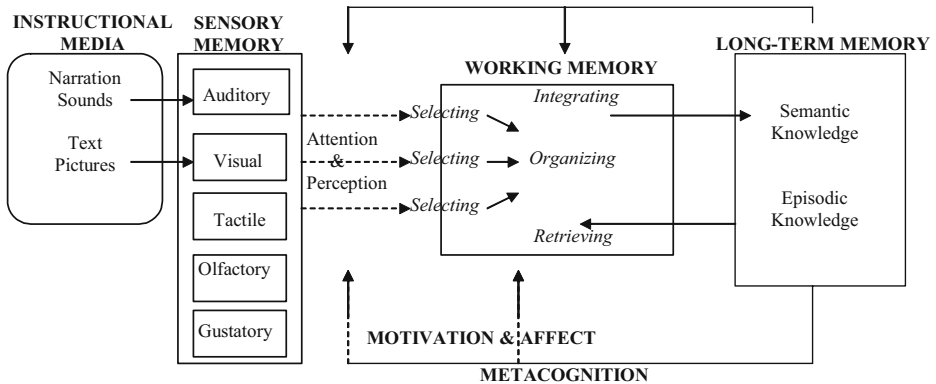 INSTRUCTIONAL
MEDIA
Narration
Sounds
Text
Pictures
SENSORY
MEMORY
Auditory
Visual
Tactile
Olfactory
Gustatory
Attention
&
Perception
Selecting
Selecting
Selecting
WORKING MEMORY
Integrating
Organizing
Retrieving
LONG-TERM MEMORY
Semantic
Knowledge
Episodic
Knowledge
MOTIVATION & AFFECT
METACOGNITION